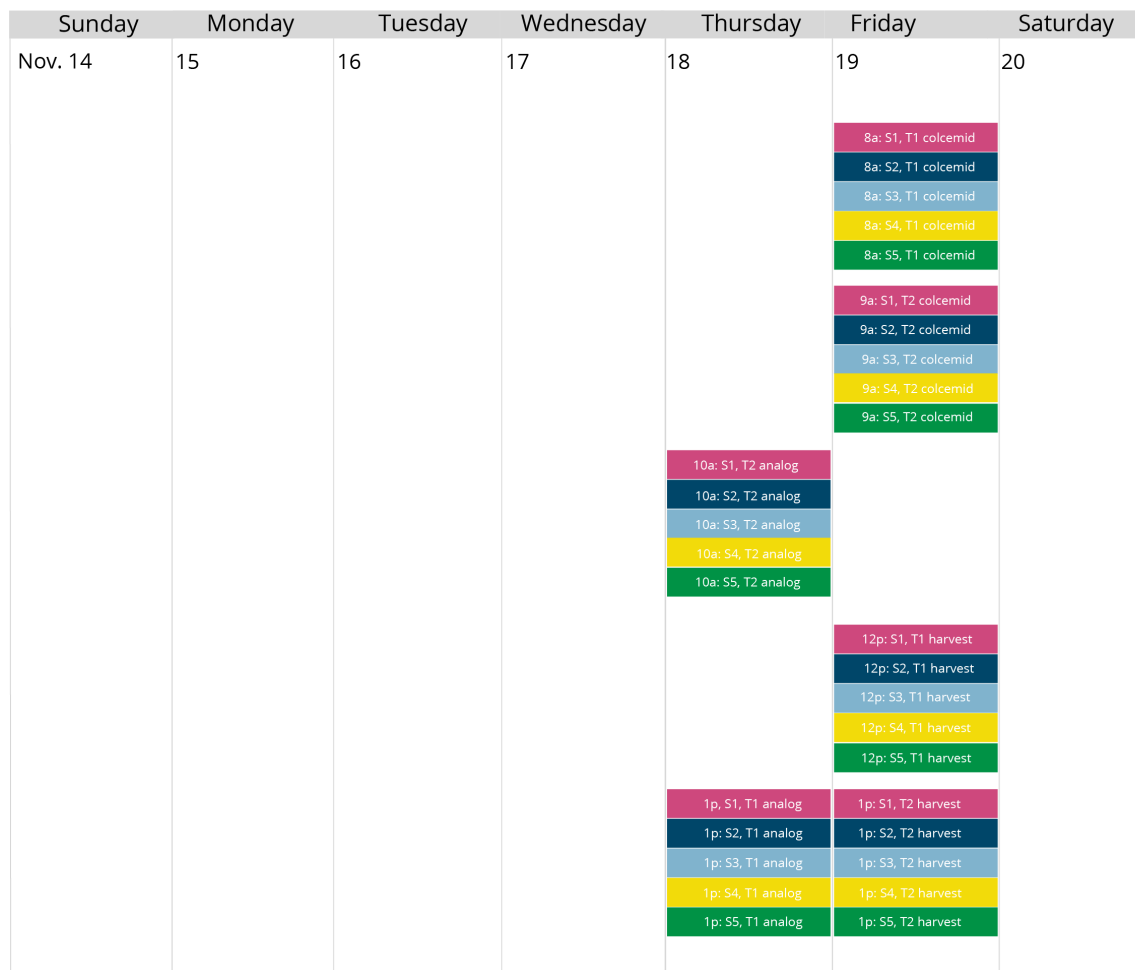 Sunday Monday Tuesday Wednesday Thursday Friday Saturday
Nov. 14 15 16 17 18 19 20
8a: S1, T1 colcemid
8a: S2, T1 colcemid
8a: S3, T1 colcemid
8a: S4, T1 colcemid
8a: S5, T1 colcemid
9a: S1, T2 colcemid
9a: S2, T2 colcemid
9a: S3, T2 colcemid
9a: S4, T2 colcemid
9a: S5, T2 colcemid
10a: S1, T2 analog
10a: S2, T2 analog
10a: S3, T2 analog
10a: S4, T2 analog
10a: S5, T2 analog
12p: S1, T1 harvest
12p: S2, T1 harvest
12p: S3, T1 harvest
12p: S4, T1 harvest
12p: S5, T1 harvest
1p, S1, T1 analog 1p: S1, T2 harvest
1p: S2, T1 analog 1p: S2, T2 harvest
1p: S3, T1 analog 1p: S3, T2 harvest
1p: S4, T1 analog 1p: S4, T2 harvest
1p: S5, T1 analog 1p: S5, T2 harvest